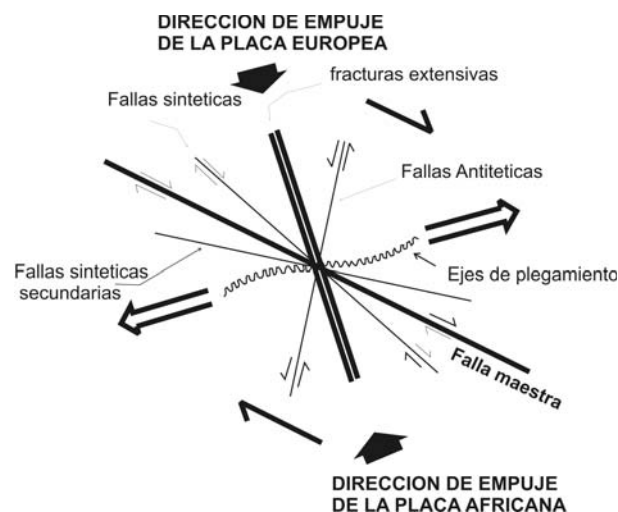 DIRECCION DE EMPUJE
DE LA PLACA EUROPEA
fracturas extensivas
Fallas sinteticas
Fallas Antiteticas
Fallas sinteticas
secundarias
Ejes de plegamiento
Falla maestra
DIRECCION DE EMPUJE
DE LA PLACA AFRICANA